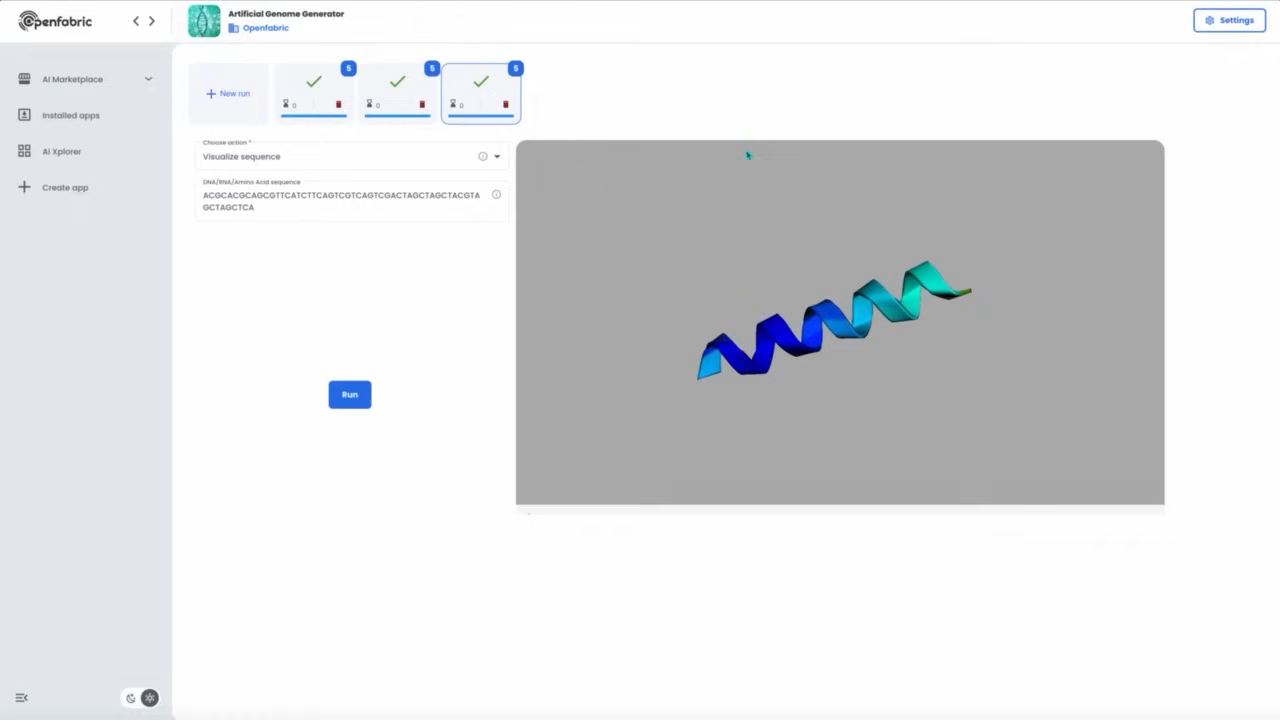 Openfabric
Artificial Genome Generator
Openfabric
Settings
AI Marketplace
Installed apps
AI Xplorer
Create app
New run
5
0
5
0
5
0
Choose action *
Visualize sequence
DNA/RNA/Amino Acid sequence
ACGCACGCAGCGTTCATCTTCAGTCGTCAGTCGACTAGCTAGCTACGTA
GCTAGCTCA
Run